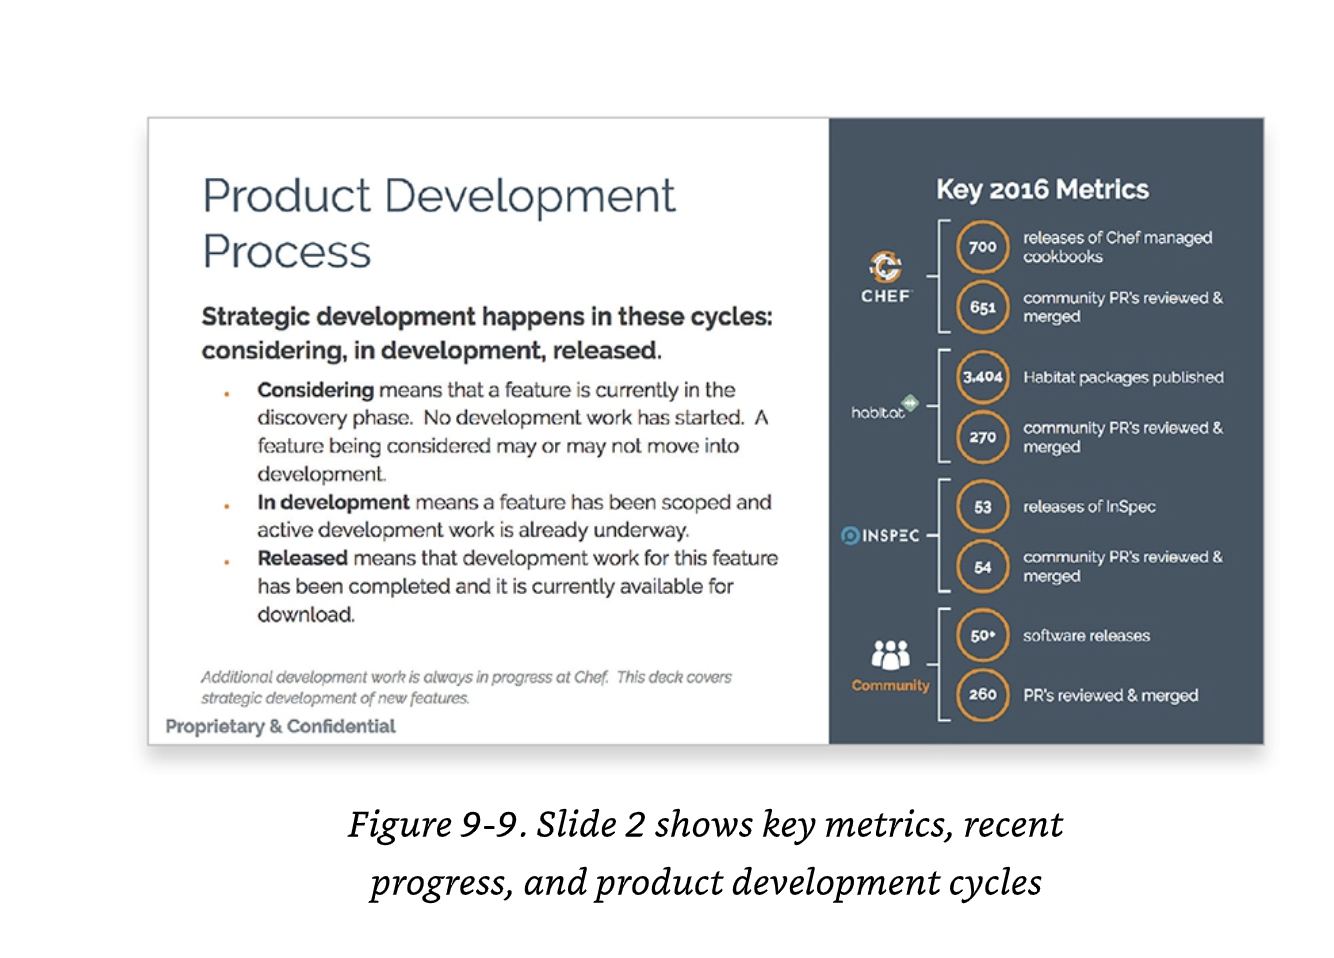 Product Development
Process
Strategic development happens in these cycles:
considering, in development, released.
Considering means that a feature is currently in the
discovery phase.  No development work has started.  A
feature being considered may or may not move into
development.
In development means a feature has been scoped and
active development work is already underway.
Released means that development work for this feature
has been completed and it is currently available for
download.
Additional development work is always in progress at Chef.  This deck covers
strategic development of new features.
Proprietary & Confidential
Key 2016 Metrics
CHEF
700 releases of Chef managed
cookbooks
651 community PR's reviewed &
merged
habitat
3,404 Habitat packages published
270 community PR's reviewed &
merged
INSPEC
53 releases of InSpec
54 community PR's reviewed &
merged
Community
50+ software releases
260 PR's reviewed & merged
Figure 9-9. Slide 2 shows key metrics, recent
progress, and product development cycles